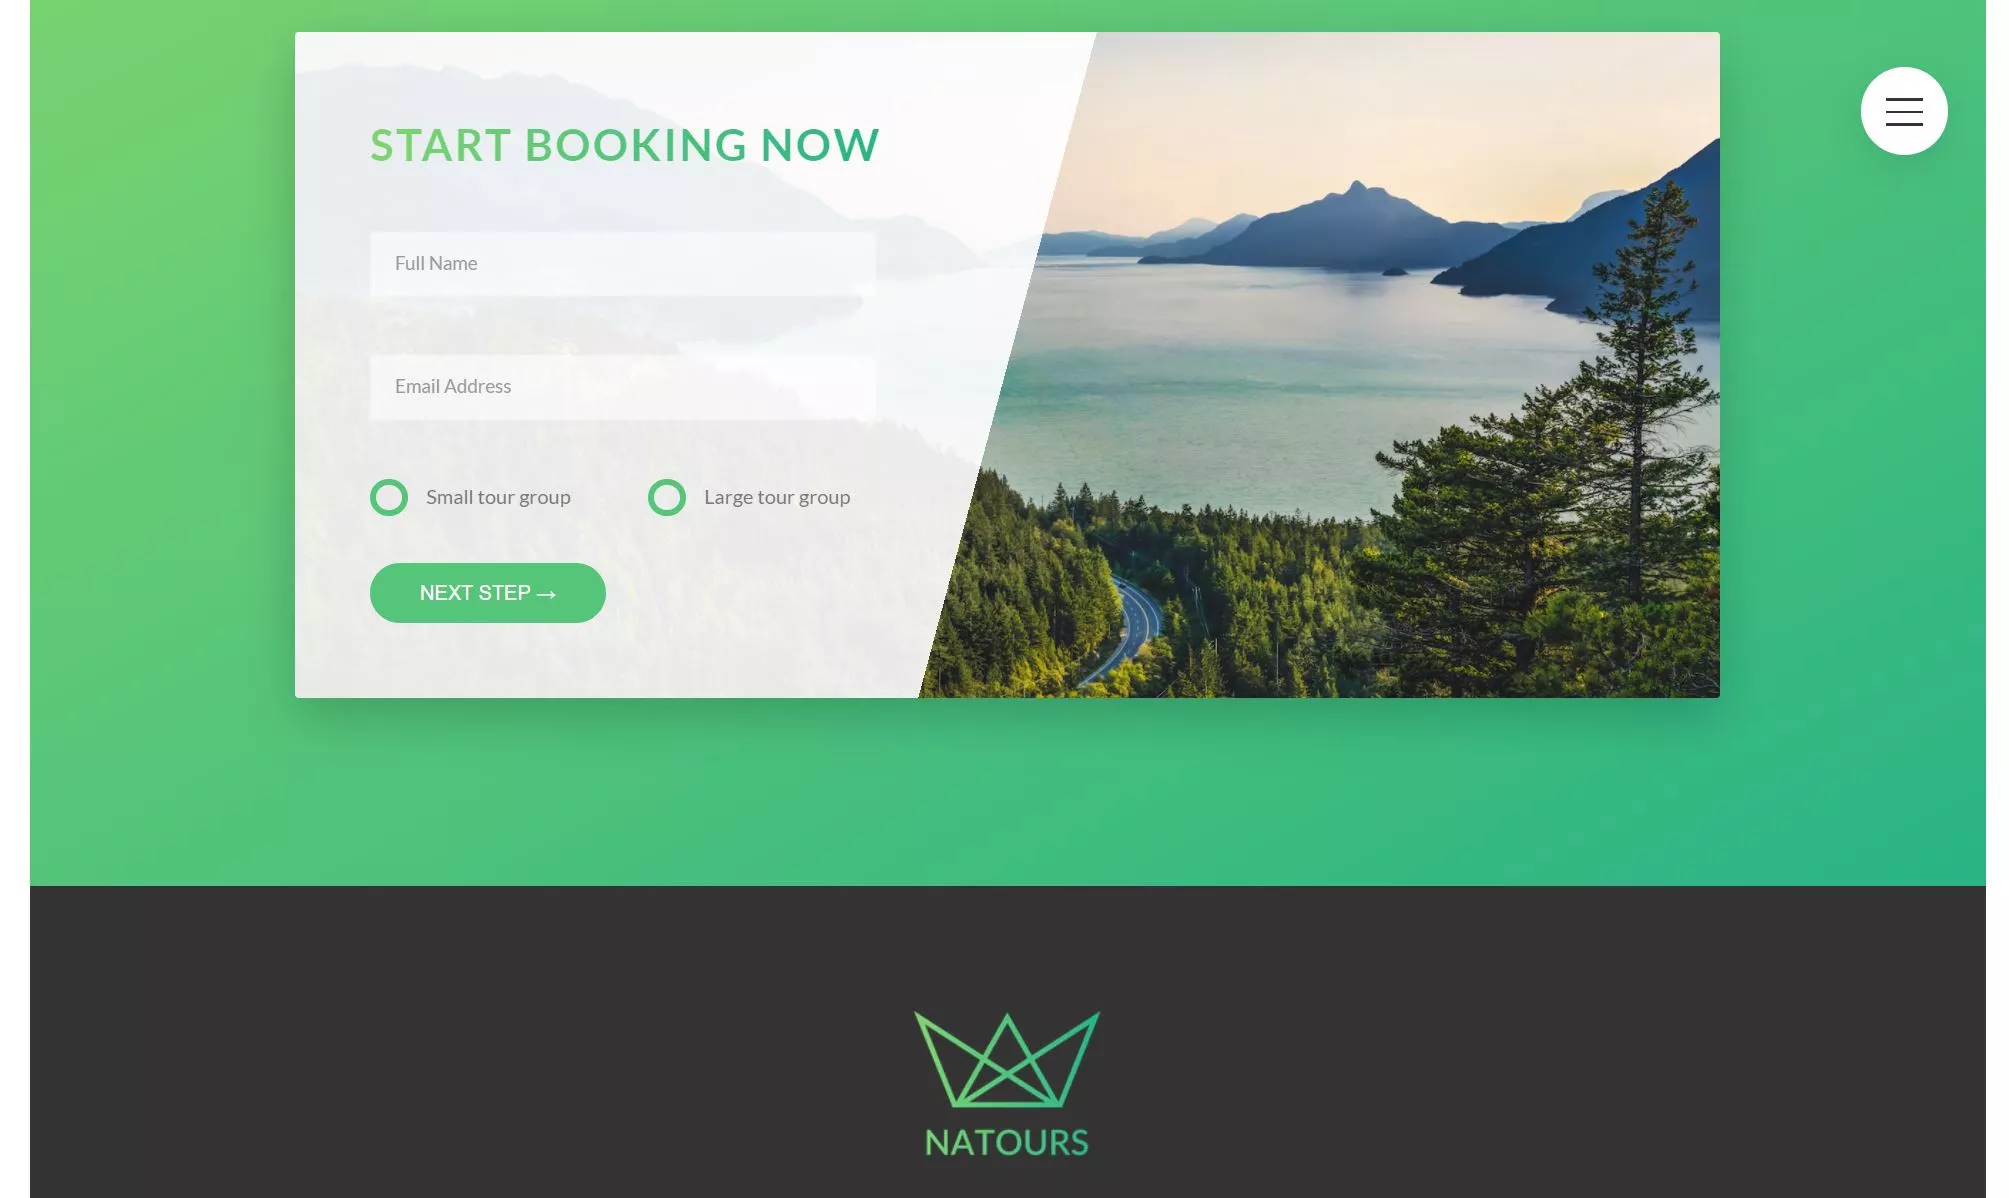 START BOOKING NOW
Full Name
Email Address
Small tour group
Large tour group
NEXT STEP →
NATOURS